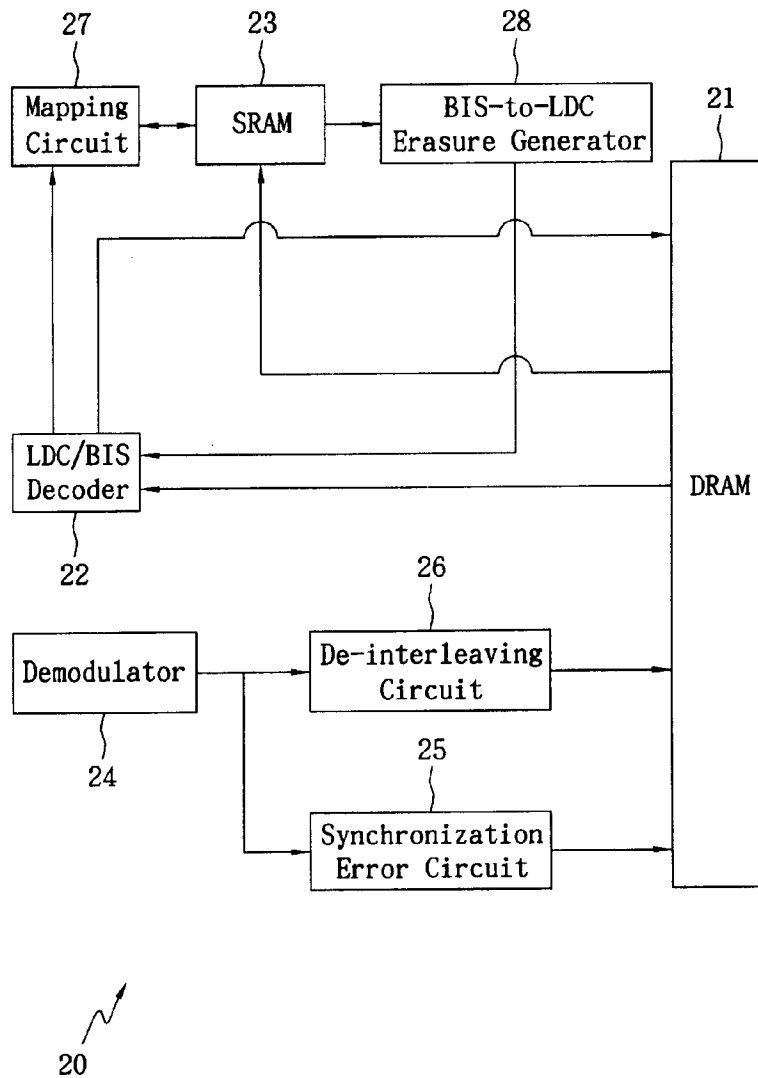 27
23
28
21
Mapping
Circuit
SRAM
BIS-to-LDC
Erasure Generator
LDC/BIS
Decoder
DRAM
22
26
Demodulator
De-interleaving
Circuit
24
25
Synchronization
Error Circuit
20